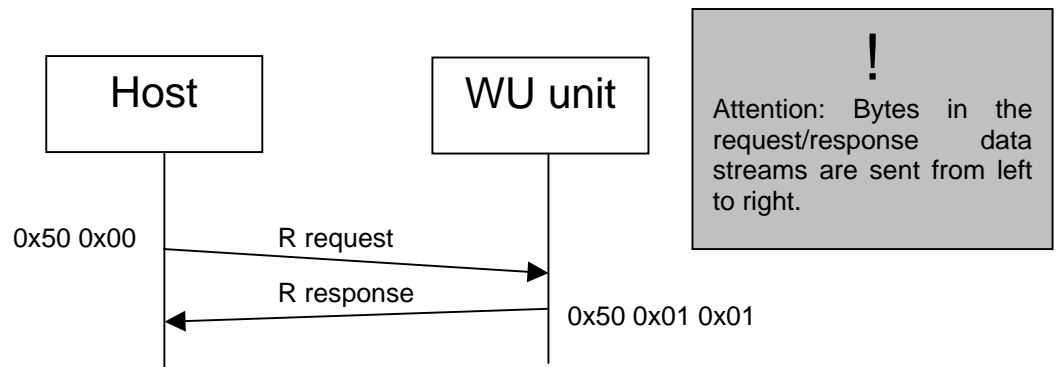 Host
WU unit
!
Attention: Bytes in the
request/response data
streams are sent from left
to right.
0x50 0x00
R request
R response
0x50 0x01 0x01